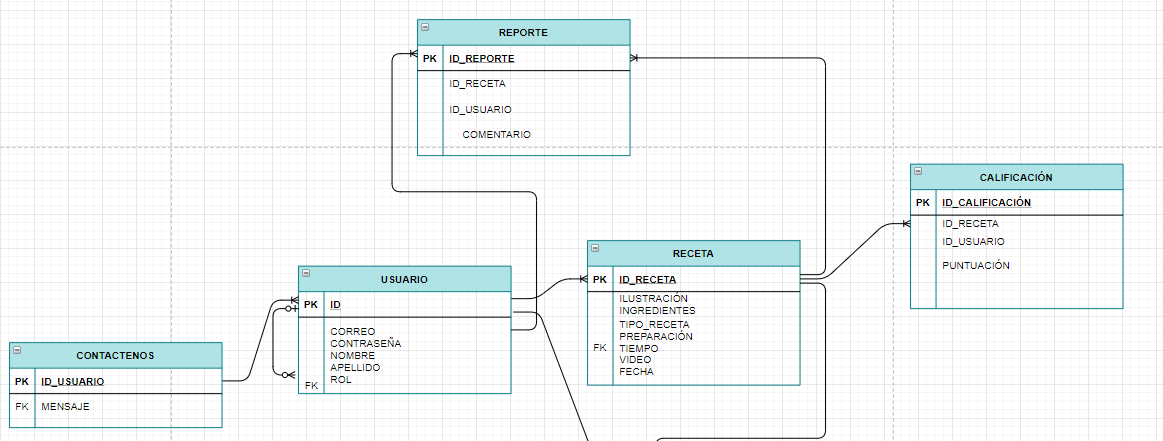 REPORTE
PK ID_REPORTE
ID_RECETA
ID_USUARIO
COMENTARIO
CALIFICACIÓN
PK ID_CALIFICACIÓN
ID_RECETA
ID_USUARIO
PUNTUACIÓN
RECETA
PK ID_RECETA
ILUSTRACIÓN
INGREDIENTES
TIPO_RECETA
PREPARACIÓN
FK TIEMPO
VIDEO
FECHA
USUARIO
PK ID
CORREO
CONTRASEÑA
NOMBRE
APELLIDO
FK ROL
CONTACTENOS
PK ID_USUARIO
FK MENSAJE